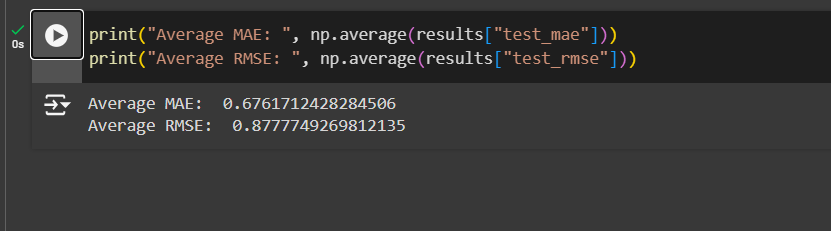 print("Average MAE: ", np.average(results["test_mae"]))
print("Average RMSE: ", np.average(results["test_rmse"]))
0s
Average MAE:  0.6761712428284506
Average RMSE:  0.8777749269812135